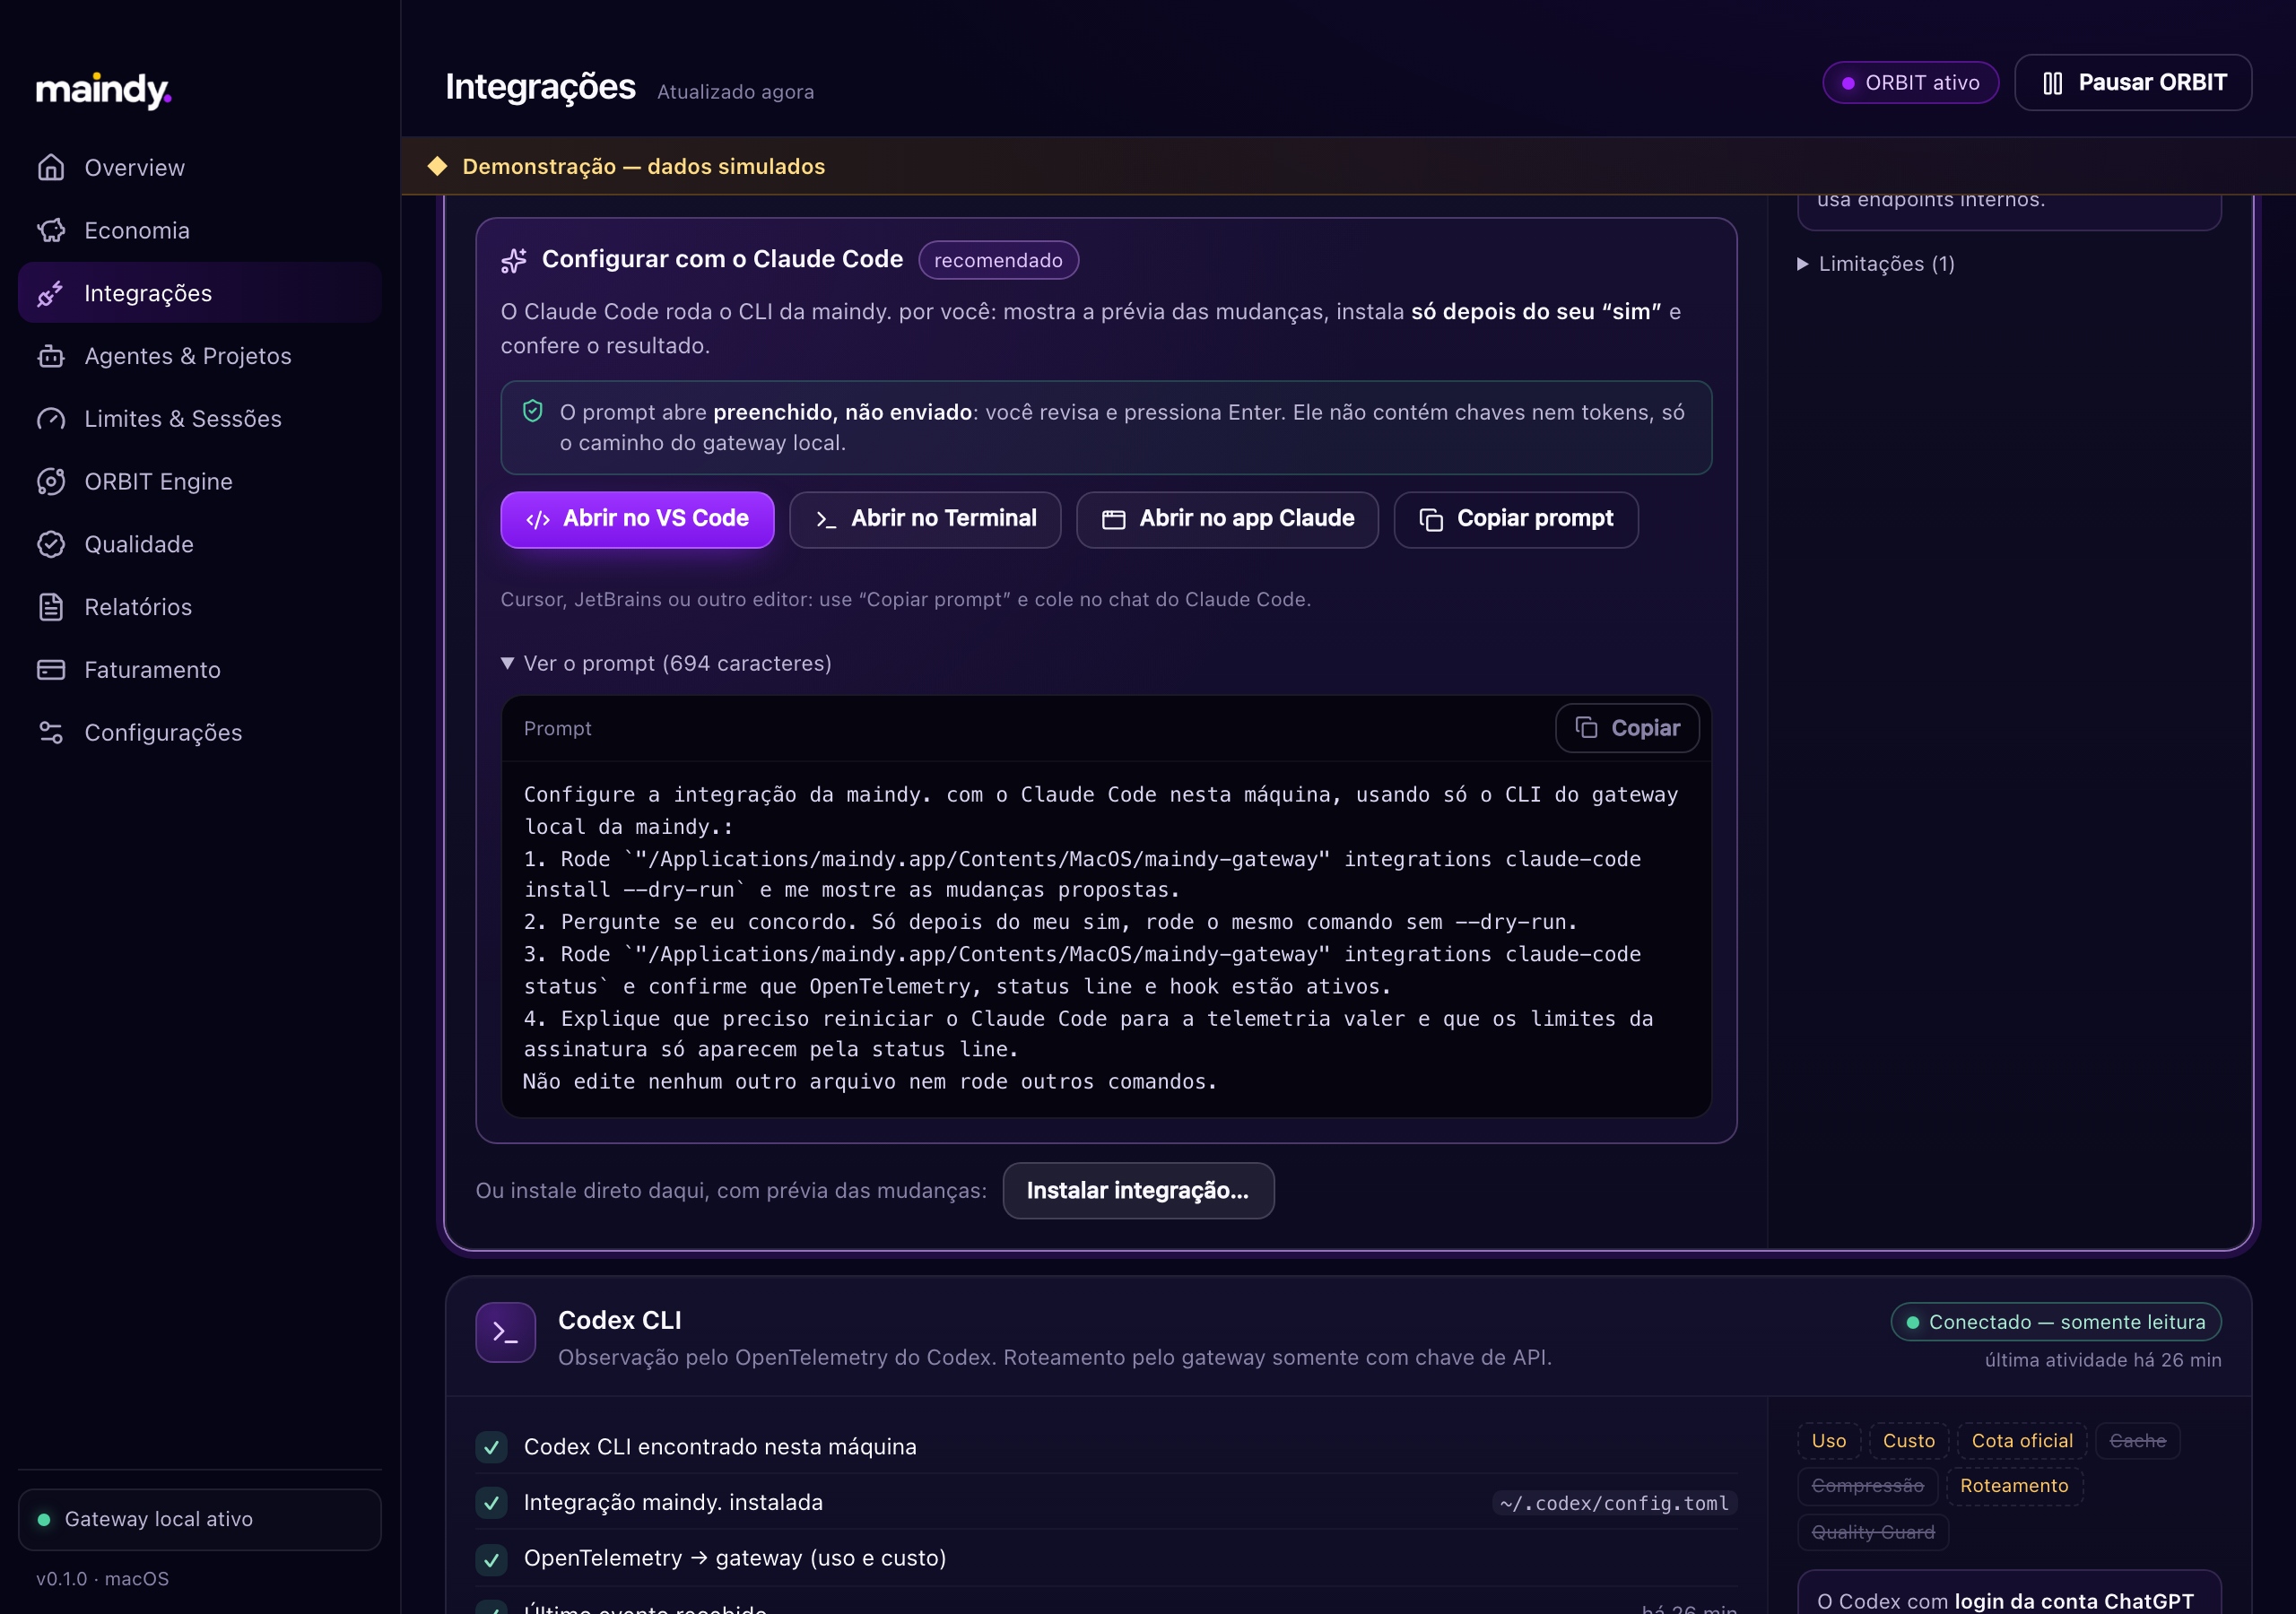 maindy.
Overview
Economia
Integrações
Agentes & Projetos
Limites & Sessões
ORBIT Engine
Qualidade
Relatórios
Faturamento
Configurações
Gateway local ativo
v0.1.0 · macOS
Integrações Atualizado agora
ORBIT ativo
Pausar ORBIT
Demonstração — dados simulados
usa endpoints internos.
Limitações (1)
Configurar com o Claude Code recomendado
O Claude Code roda o CLI da maindy. por você: mostra a prévia das mudanças, instala só depois do seu “sim” e
confere o resultado.
O prompt abre preenchido, não enviado: você revisa e pressiona Enter. Ele não contém chaves nem tokens, só
o caminho do gateway local.
Abrir no VS Code
Abrir no Terminal
Abrir no app Claude
Copiar prompt
Cursor, JetBrains ou outro editor: use “Copiar prompt” e cole no chat do Claude Code.
Ver o prompt (694 caracteres)
Prompt
Copiar
Configure a integração da maindy. com o Claude Code nesta máquina, usando só o CLI do gateway
local da maindy.:
1. Rode `"/Applications/maindy.app/Contents/MacOS/maindy-gateway" integrations claude-code
install --dry-run` e me mostre as mudanças propostas.
2. Pergunte se eu concordo. Só depois do meu sim, rode o mesmo comando sem --dry-run.
3. Rode `"/Applications/maindy.app/Contents/MacOS/maindy-gateway" integrations claude-code
status` e confirme que OpenTelemetry, status line e hook estão ativos.
4. Explique que preciso reiniciar o Claude Code para a telemetria valer e que os limites da
assinatura só aparecem pela status line.
Não edite nenhum outro arquivo nem rode outros comandos.
Ou instale direto daqui, com prévia das mudanças:
Instalar integração...
Codex CLI
Observação pelo OpenTelemetry do Codex. Roteamento pelo gateway somente com chave de API.
Conectado — somente leitura
última atividade há 26 min
Codex CLI encontrado nesta máquina
Integração maindy. instalada
~/.codex/config.toml
OpenTelemetry → gateway (uso e custo)
Último evento recebido
há 26 min
Uso Custo Cota oficial Cache
Compressão Roteamento
Quality Guard
O Codex com login da conta ChatGPT